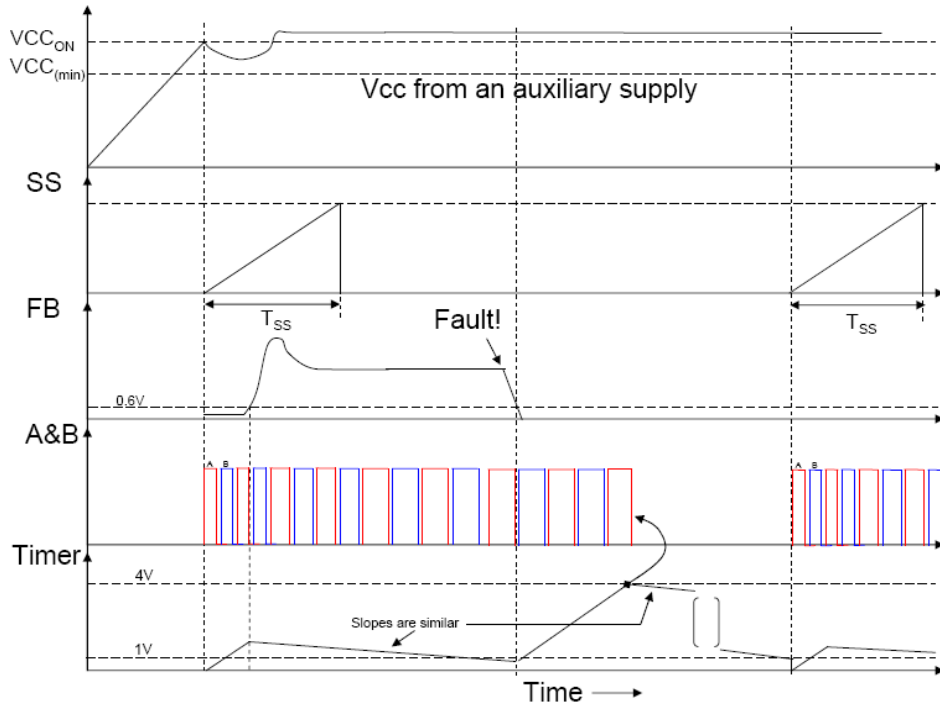 VCC_ON
VCC_(min)
Vcc from an auxiliary supply
SS
FB
T_SS
T_SS
Fault!
0.6V
A&B
A B
A B
Timer
4V
Slopes are similar
1V
Time